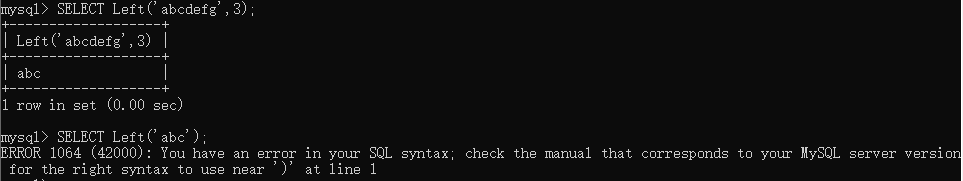 mysql> SELECT Left('abcdefg',3);
+-------------------+
| Left('abcdefg',3) |
+-------------------+
| abc               |
+-------------------+
1 row in set (0.00 sec)
mysql> SELECT Left('abc');
ERROR 1064 (42000): You have an error in your SQL syntax; check the manual that corresponds to your MySQL server version
 for the right syntax to use near ')' at line 1